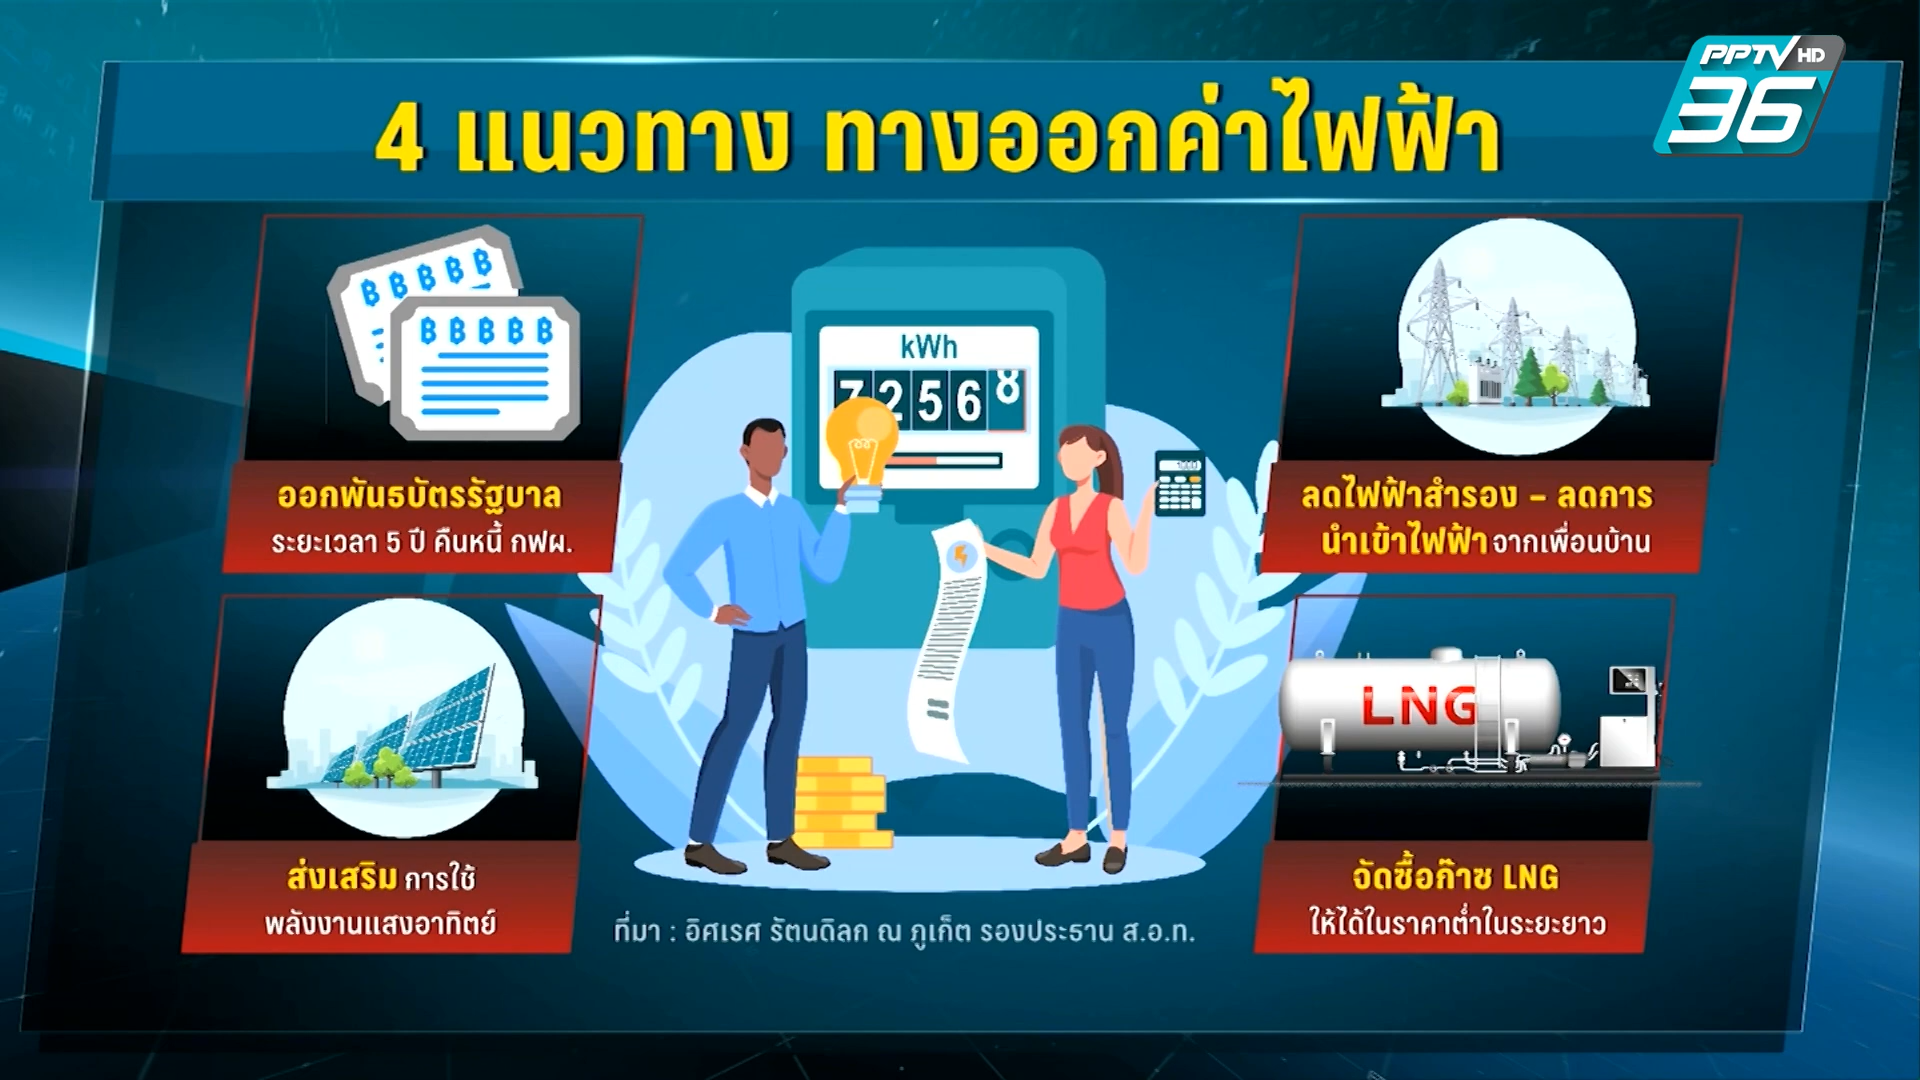 PPTV HD
36
4 แนวทาง ทางออกค่าไฟฟ้า
฿ ฿ ฿ ฿ ฿
฿ ฿ ฿ ฿ ฿
ออกพันธบัตรรัฐบาล
ระยะเวลา 5 ปี คืนหนี้ กฟผ.
kWh
7256 8
ลดไฟฟ้าสำรอง – ลดการ
นำเข้าไฟฟ้า จากเพื่อนบ้าน
ส่งเสริม การใช้
พลังงานแสงอาทิตย์
LNG
จัดซื้อก๊าซ LNG
ให้ได้ในราคาต่ำในระยะยาว
ที่มา : อิศเรศ รัตนดิลก ณ ภูเก็ต รองประธาน ส.อ.ท.